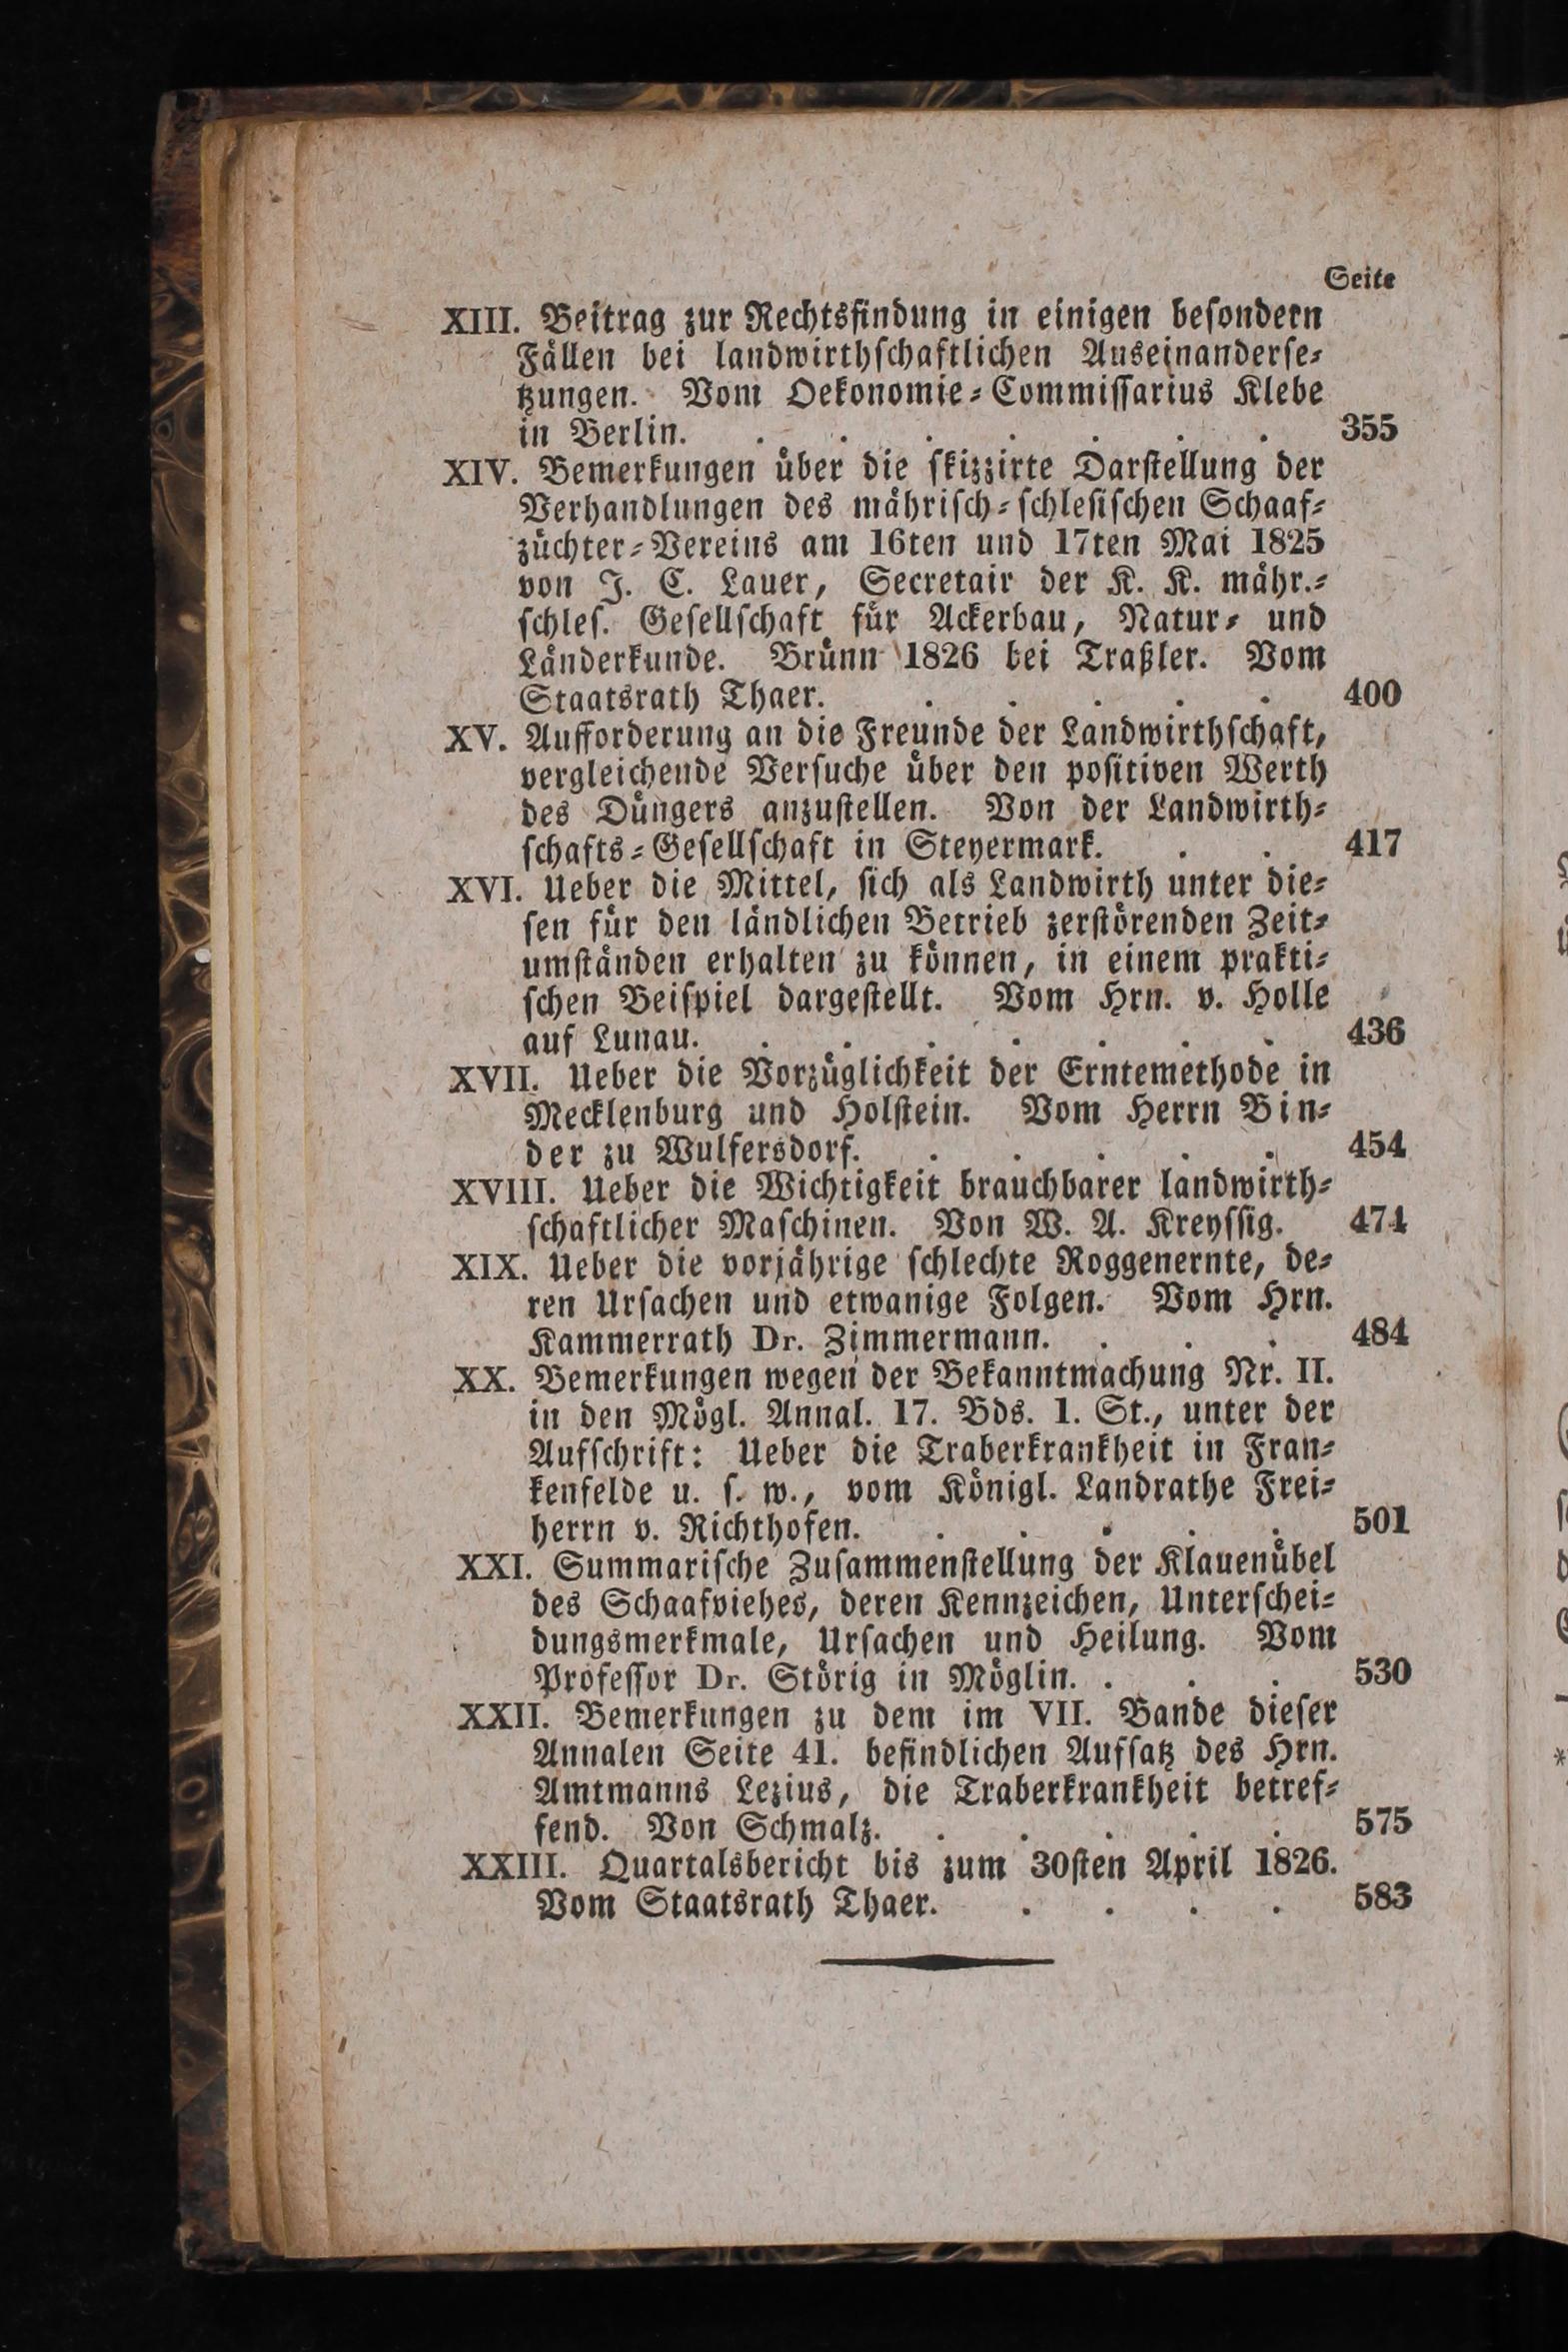 Seite
XIII. Beitrag zur Rechtsfindung in einigen beſondern
Fällen bei landwirthſchaftlichen Auseinanderſe⸗
tzungen. Vom Oekonomie⸗Commiſſarius Klebe
in Berlin. . . . . . . . 355
XIV. Bemerkungen über die ſkizzirte Darſtellung der
Verhandlungen des mähriſch⸗ſchleſiſchen Schaaf⸗
züchter⸗Vereins am 16ten und 17ten Mai 1825
von J. C. Lauer, Secretair der K. K. mähr.⸗
ſchleſ. Geſellſchaft für Ackerbau, Natur⸗ und
Länderkunde. Brünn 1826 bei Traßler. Vom
Staatsrath Thaer. . . . . . 400
XV. Aufforderung an die Freunde der Landwirthſchaft,
vergleichende Verſuche über den poſitiven Werth
des Düngers anzuſtellen. Von der Landwirth⸗
ſchafts⸗Geſellſchaft in Steyermark. . . 417
XVI. Ueber die Mittel, ſich als Landwirth unter die⸗
ſen für den ländlichen Betrieb zerſtörenden Zeit⸗
umſtänden erhalten zu können, in einem prakti⸗
ſchen Beiſpiel dargeſtellt. Vom Hrn. v. Holle
auf Lunau. . . . . . . . 436
XVII. Ueber die Vorzüglichkeit der Erntemethode in
Mecklenburg und Holſtein. Vom Herrn Bin⸗
der zu Wulfersdorf. . . . . . 454
XVIII. Ueber die Wichtigkeit brauchbarer landwirth⸗
ſchaftlicher Maſchinen. Von W. A. Kreyſſig. 474
XIX. Ueber die vorjährige ſchlechte Roggenernte, de⸗
ren Urſachen und etwanige Folgen. Vom Hrn.
Kammerrath Dr. Zimmermann. . . . 484
XX. Bemerkungen wegen der Bekanntmachung Nr. II.
in den Mögl. Annal. 17. Bds. 1. St., unter der
Aufſchrift: Ueber die Traberkrankheit in Fran⸗
kenfelde u. ſ. w., vom Königl. Landrathe Frei⸗
herrn v. Richthofen. . . . . . 501
XXI. Summariſche Zuſammenſtellung der Klauenübel
des Schaafviehes, deren Kennzeichen, Unterſchei⸗
dungsmerkmale, Urſachen und Heilung. Vom
Profeſſor Dr. Störig in Möglin. . . . 530
XXII. Bemerkungen zu dem im VII. Bande dieſer
Annalen Seite 41. befindlichen Aufſatz des Hrn.
Amtmanns Lezius, die Traberkrankheit betref⸗
fend. Von Schmalz. . . . . . 575
XXIII. Quartalsbericht bis zum 30ſten April 1826.
Vom Staatsrath Thaer. . . . . 583